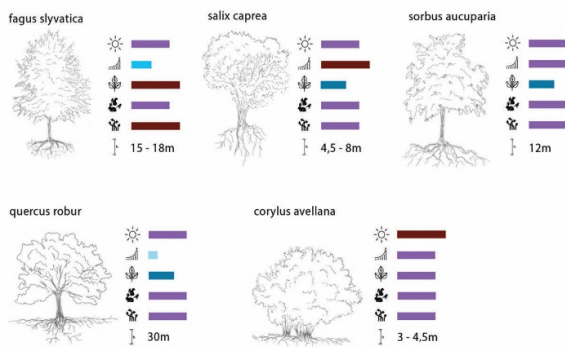 fagus slyvatica
salix caprea
sorbus aucuparia
15 - 18m
4,5 - 8m
12m
quercus robur
corylus avellana
30m
3 - 4,5m